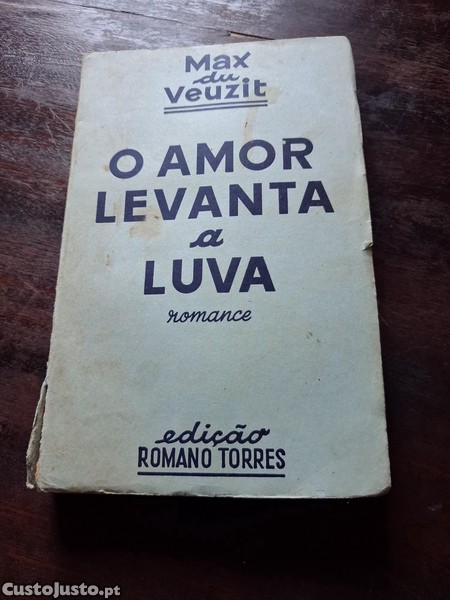 Max
du
Veuzit
O AMOR
LEVANTA
a
LUVA
romance
edição
ROMANO TORRES
CustoJusto.pt